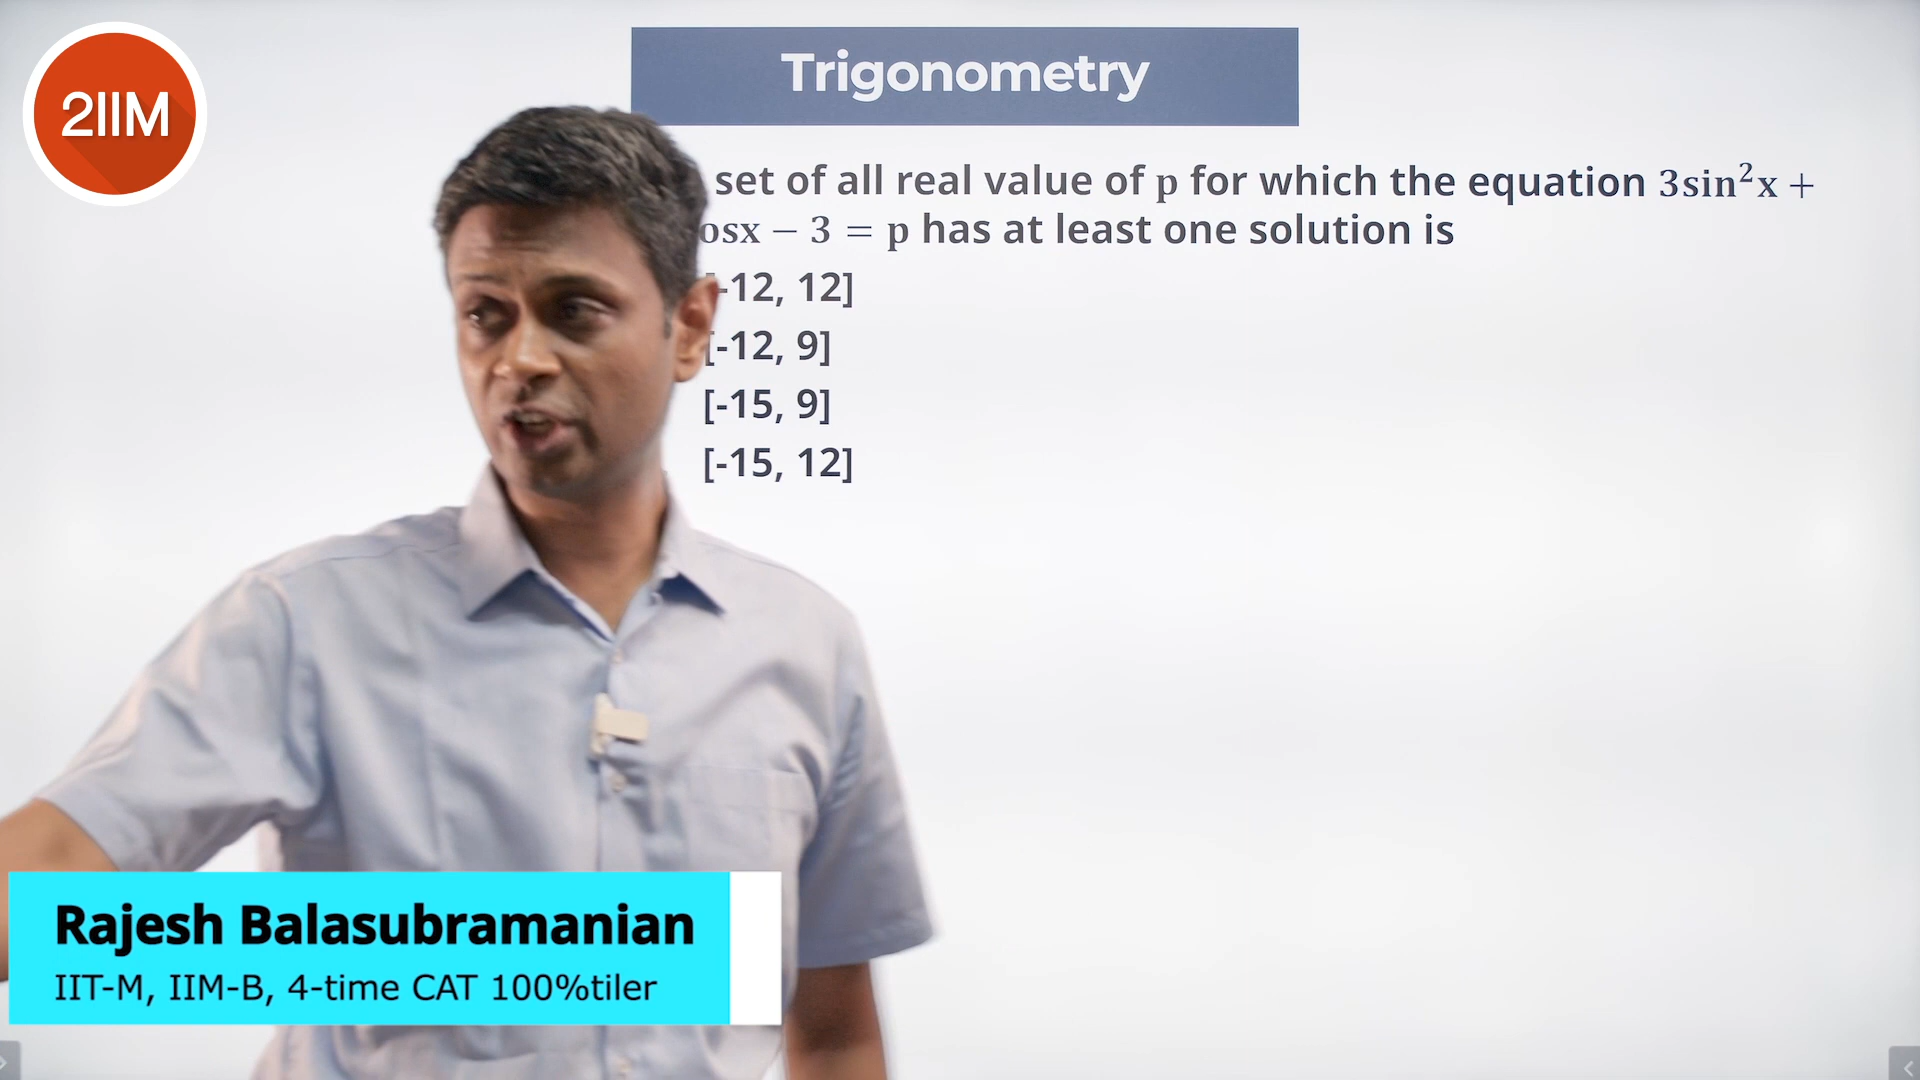 2IIM
Trigonometry
set of all real value of p for which the equation 3sin²x +
osx − 3 = p has at least one solution is
-12, 12]
[-12, 9]
[-15, 9]
[-15, 12]
Rajesh Balasubramanian
IIT-M, IIM-B, 4-time CAT 100%tiler